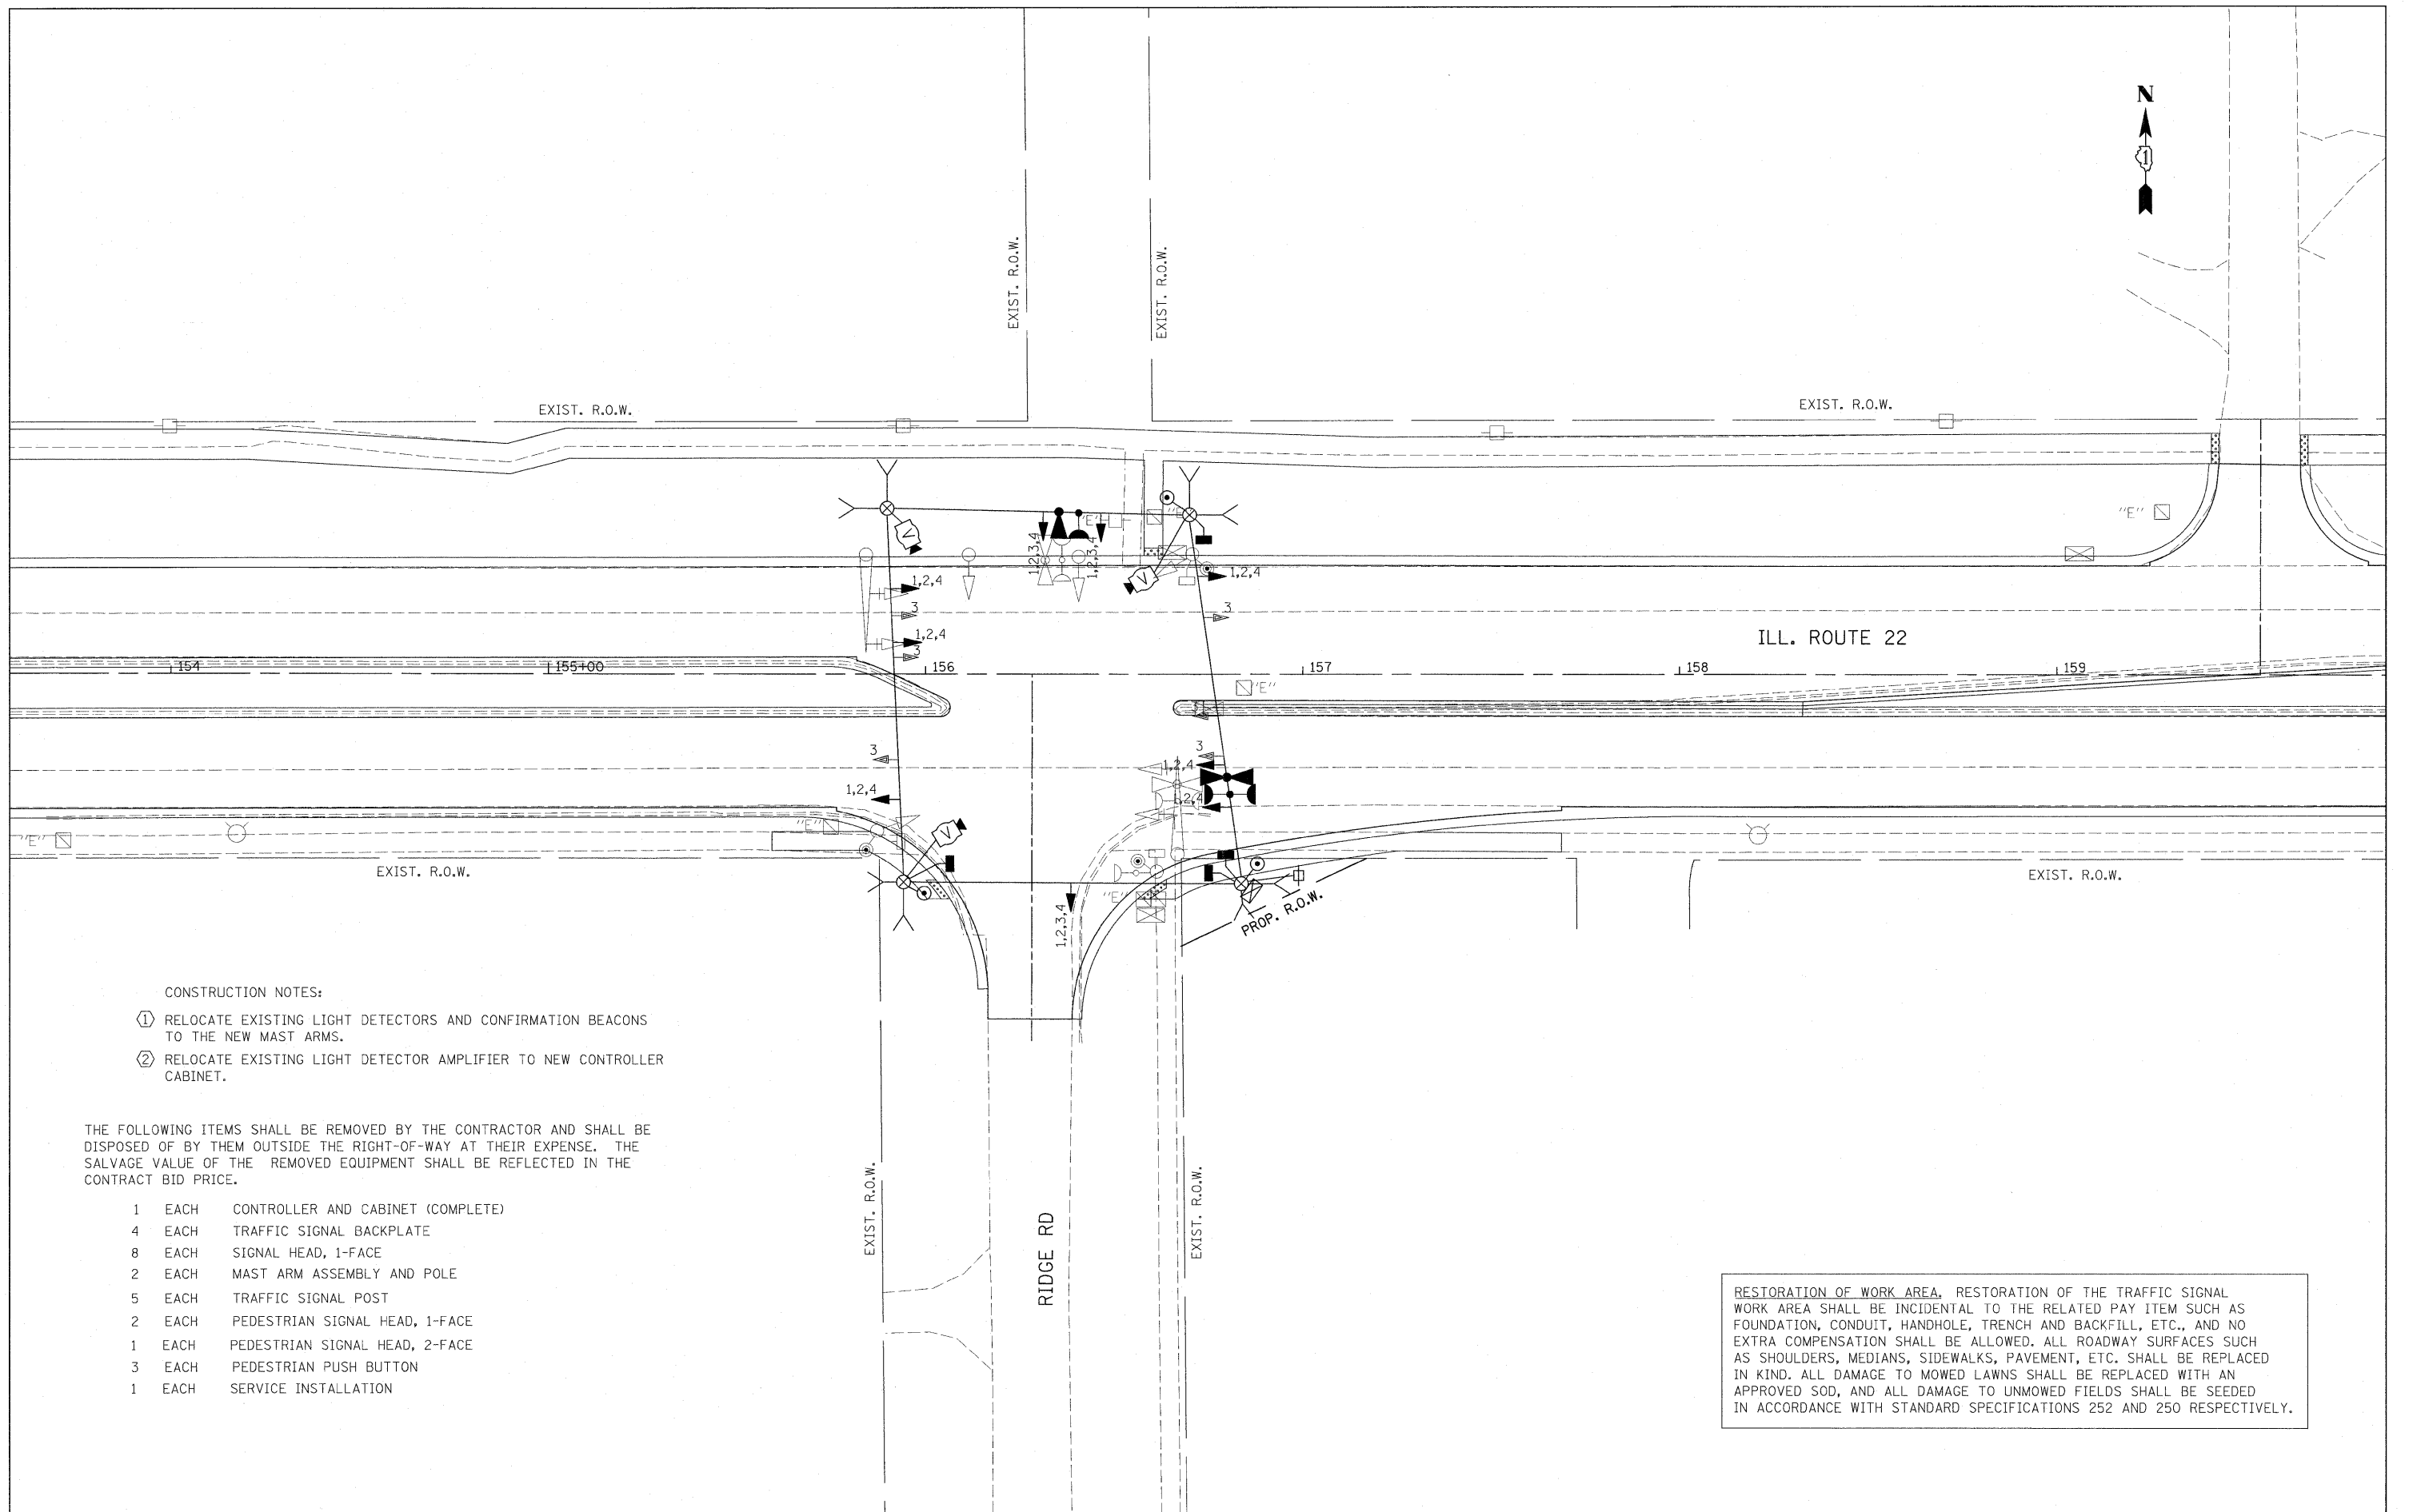 N
1
EXIST. R.O.W.
EXIST. R.O.W.
EXIST. R.O.W.
EXIST. R.O.W.
"E"
"E"
V
1,2,3,4
1,2,3,4
V
1,2,4
1,2,4
3
3
1,2,4
3
ILL. ROUTE 22
154
155+00
156
157
158
159
"E"
3
3
1,2,4
1,2,4
1,2,4
"E"
"E"
V
EXIST. R.O.W.
EXIST. R.O.W.
"E"
1,2,3,4
PROP. R.O.W.
CONSTRUCTION NOTES:
1 RELOCATE EXISTING LIGHT DETECTORS AND CONFIRMATION BEACONS
TO THE NEW MAST ARMS.
2 RELOCATE EXISTING LIGHT DETECTOR AMPLIFIER TO NEW CONTROLLER
CABINET.
THE FOLLOWING ITEMS SHALL BE REMOVED BY THE CONTRACTOR AND SHALL BE
DISPOSED OF BY THEM OUTSIDE THE RIGHT-OF-WAY AT THEIR EXPENSE. THE
SALVAGE VALUE OF THE REMOVED EQUIPMENT SHALL BE REFLECTED IN THE
CONTRACT BID PRICE.
1 EACH CONTROLLER AND CABINET (COMPLETE)
4 EACH TRAFFIC SIGNAL BACKPLATE
8 EACH SIGNAL HEAD, 1-FACE
2 EACH MAST ARM ASSEMBLY AND POLE
5 EACH TRAFFIC SIGNAL POST
2 EACH PEDESTRIAN SIGNAL HEAD, 1-FACE
1 EACH PEDESTRIAN SIGNAL HEAD, 2-FACE
3 EACH PEDESTRIAN PUSH BUTTON
1 EACH SERVICE INSTALLATION
EXIST. R.O.W.
RIDGE RD
EXIST. R.O.W.
RESTORATION OF WORK AREA. RESTORATION OF THE TRAFFIC SIGNAL
WORK AREA SHALL BE INCIDENTAL TO THE RELATED PAY ITEM SUCH AS
FOUNDATION, CONDUIT, HANDHOLE, TRENCH AND BACKFILL, ETC., AND NO
EXTRA COMPENSATION SHALL BE ALLOWED. ALL ROADWAY SURFACES SUCH
AS SHOULDERS, MEDIANS, SIDEWALKS, PAVEMENT, ETC. SHALL BE REPLACED
IN KIND. ALL DAMAGE TO MOWED LAWNS SHALL BE REPLACED WITH AN
APPROVED SOD, AND ALL DAMAGE TO UNMOWED FIELDS SHALL BE SEEDED
IN ACCORDANCE WITH STANDARD SPECIFICATIONS 252 AND 250 RESPECTIVELY.